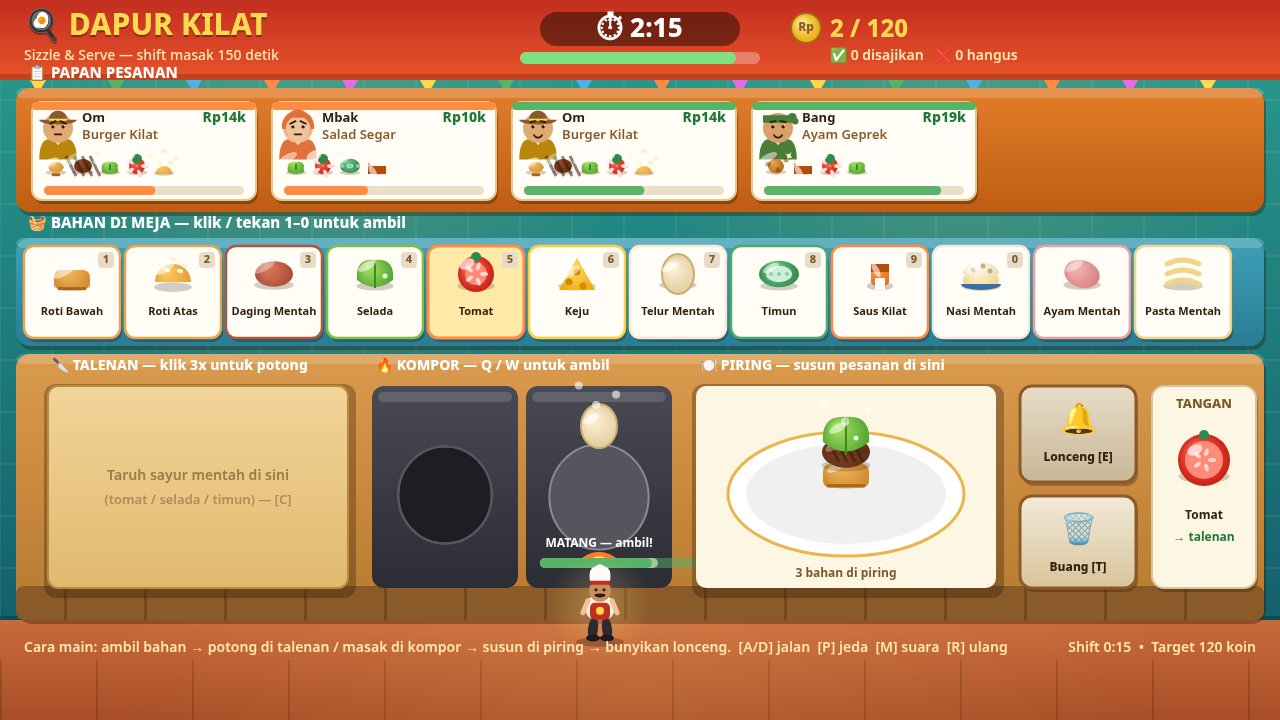 DAPUR KILAT
2:15
Rp
2 / 120
Sizzle & Serve — shift masak 150 detik
✅ 0 disajikan ❌ 0 hangus
📋 PAPAN PESANAN
Om Rp14k
Burger Kilat
Mbak Rp10k
Salad Segar
Om Rp14k
Burger Kilat
Bang Rp19k
Ayam Geprek
🧺 BAHAN DI MEJA — klik / tekan 1–0 untuk ambil
1 2 3 4 5 6 7 8 9 0
Roti Bawah
Roti Atas
Daging Mentah
Selada
Tomat
Keju
Telur Mentah
Timun
Saus Kilat
Nasi Mentah
Ayam Mentah
Pasta Mentah
🔪 TALENAN — klik 3x untuk potong
🔥 KOMPOR — Q / W untuk ambil
🍽️ PIRING — susun pesanan di sini
Taruh sayur mentah di sini
(tomat / selada / timun) — [C]
MATANG — ambil!
3 bahan di piring
Lonceng [E]
Buang [T]
TANGAN
Tomat
→ talenan
Cara main: ambil bahan → potong di talenan / masak di kompor → susun di piring → bunyikan lonceng. [A/D] jalan [P] jeda [M] suara [R] ulang
Shift 0:15 • Target 120 koin